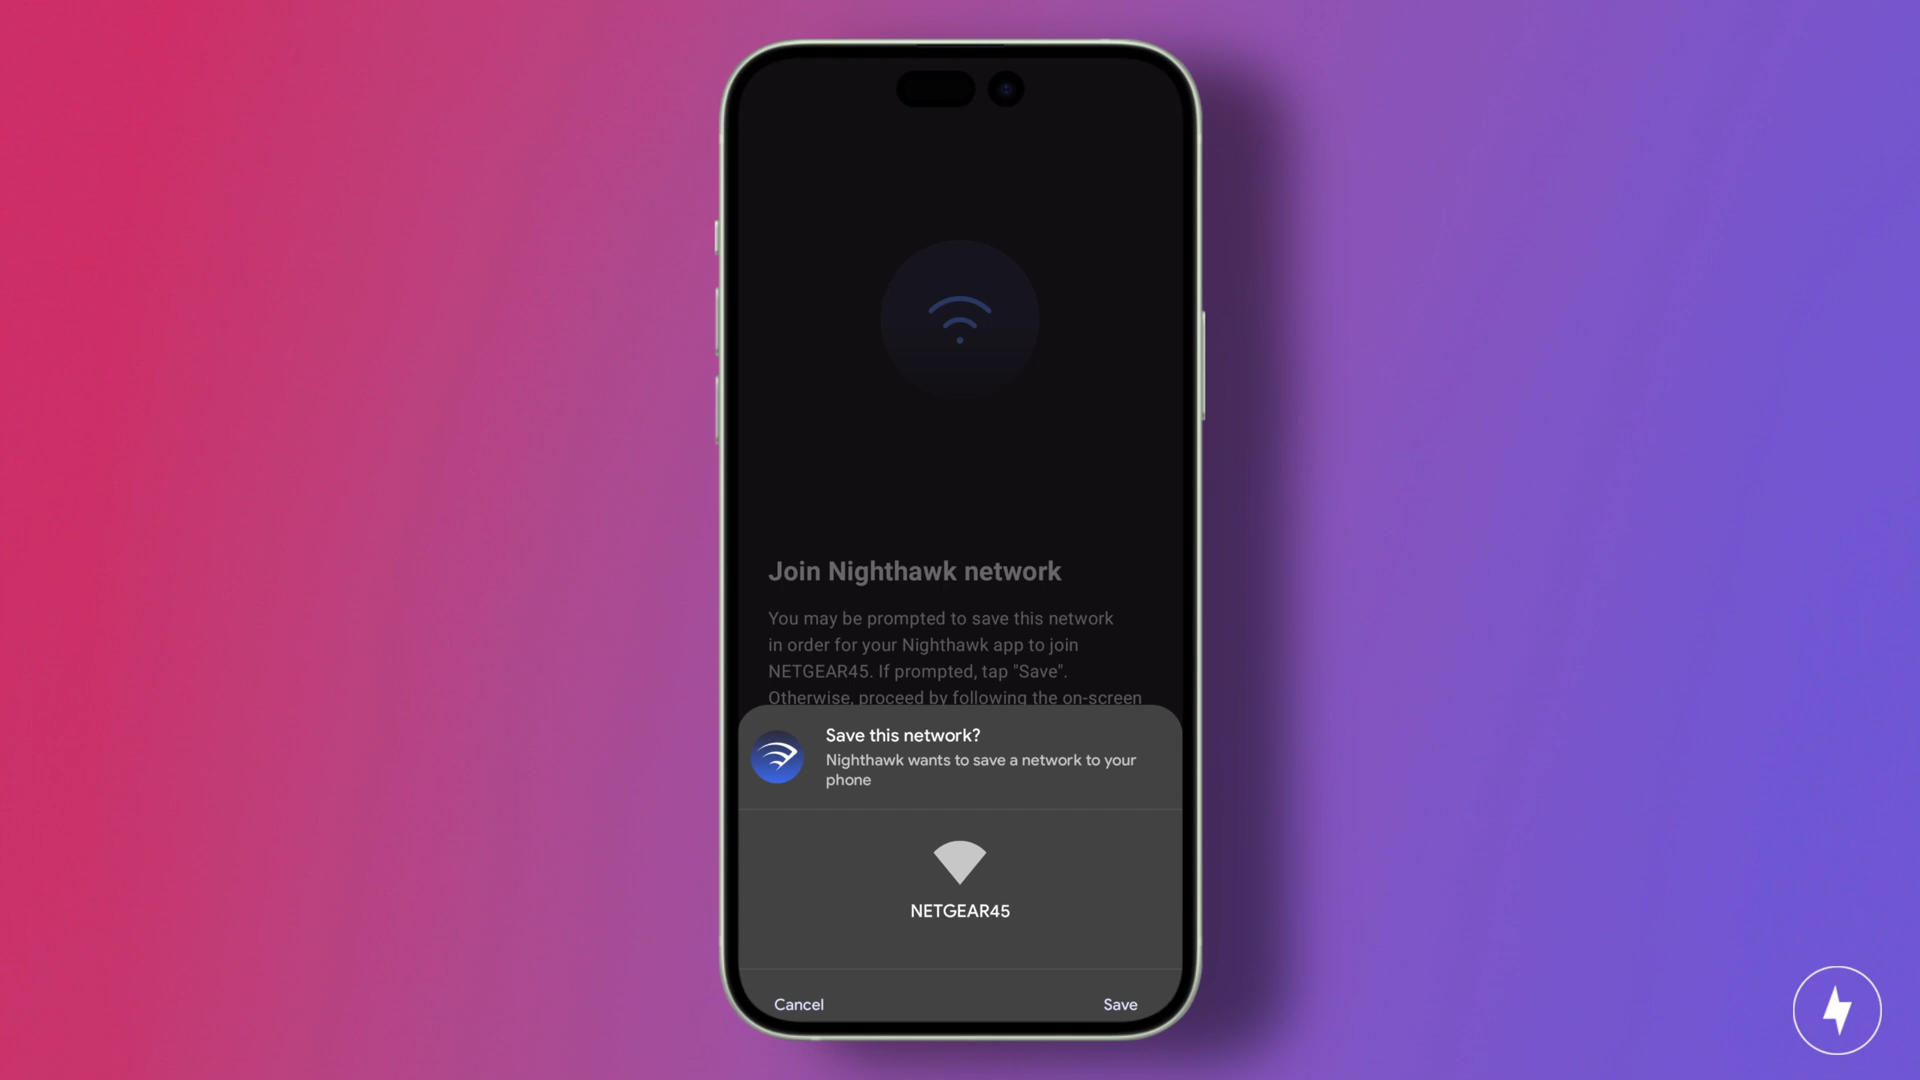 Join Nighthawk network
You may be prompted to save this network
in order for your Nighthawk app to join
NETGEAR45. If prompted, tap "Save".
Otherwise, proceed by following the on-screen
Save this network?
Nighthawk wants to save a network to your
phone
NETGEAR45
Cancel
Save